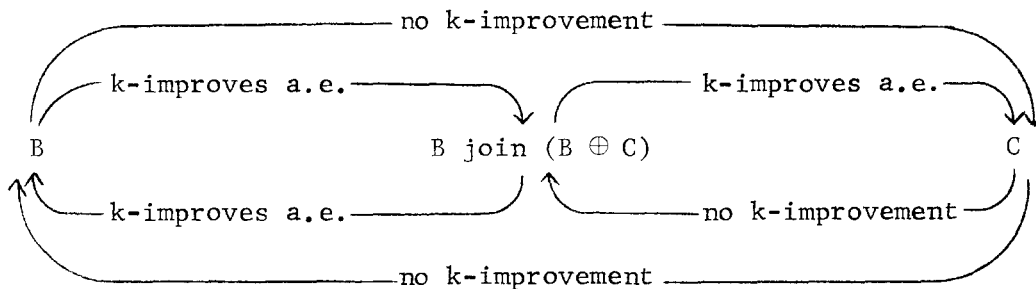 no k-improvement
k-improves a.e. k-improves a.e.
B B join (B ⊕ C) C
k-improves a.e. no k-improvement
no k-improvement